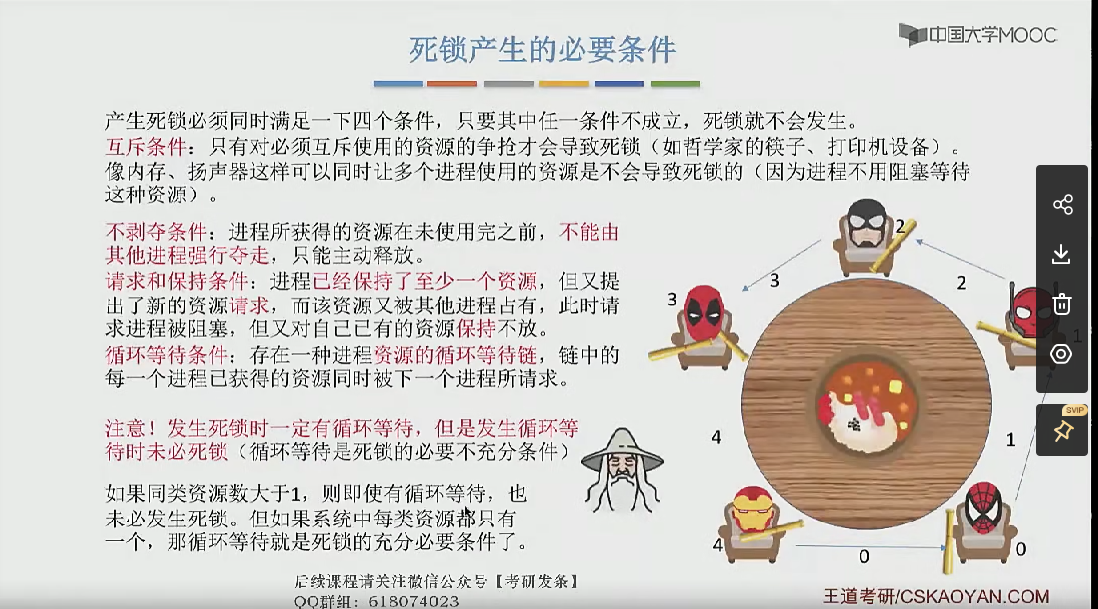 中国大学MOOC
死锁产生的必要条件
产生死锁必须同时满足一下四个条件，只要其中任一条件不成立，死锁就不会发生。
互斥条件：只有对必须互斥使用的资源的争抢才会导致死锁（如哲学家的筷子、打印机设备）。
像内存、扬声器这样可以同时让多个进程使用的资源是不会导致死锁的（因为进程不用阻塞等待
这种资源）。
不剥夺条件：进程所获得的资源在未使用完之前，不能由
其他进程强行夺走，只能主动释放。
请求和保持条件：进程已经保持了至少一个资源，但又提
出了新的资源请求，而该资源又被其他进程占有，此时请
求进程被阻塞，但又对自己已有的资源保持不放。
循环等待条件：存在一种进程资源的循环等待链，链中的
每一个进程已获得的资源同时被下一个进程所请求。
注意！发生死锁时一定有循环等待，但是发生循环等
待时未必死锁（循环等待是死锁的必要不充分条件）
如果同类资源数大于1，则即使有循环等待，也
未必发生死锁。但如果系统中每类资源都只有
一个，那循环等待就是死锁的充分必要条件了。
2
3
2
3
1
4
1
4
0
0
SVIP
后续课程请关注微信公众号【考研发条】
QQ群组：618074023
王道考研/CSKAOYAN.COM